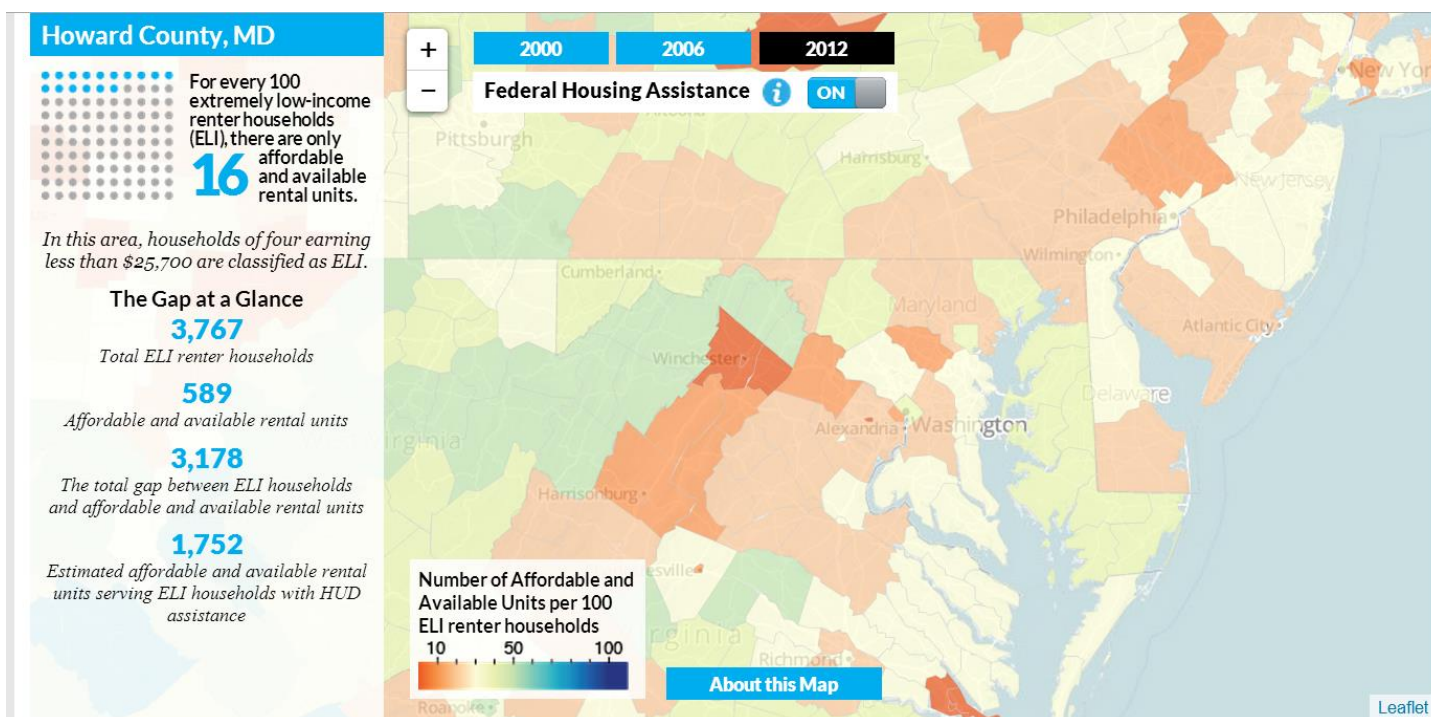 Howard County, MD
For every 100
extremely low-income
renter households
(ELI), there are only
16 affordable
and available
rental units.
In this area, households of four earning
less than $25,700 are classified as ELI.
The Gap at a Glance
3,767
Total ELI renter households
589
Affordable and available rental units
3,178
The total gap between ELI households
and affordable and available rental units
1,752
Estimated affordable and available rental
units serving ELI households with HUD
assistance
+
−
2000
2006
2012
Federal Housing Assistance i ON
Pittsburgh
Altoona
Harrisburg
New York
New Jersey
Philadelphia
Wilmington
Cumberland
Maryland
Atlantic City
Winchester
Delaware
Alexandria
Washington
Harrisonburg
Richmond
Roanoke
Number of Affordable and
Available Units per 100
ELI renter households
10 50 100
About this Map
Leaflet